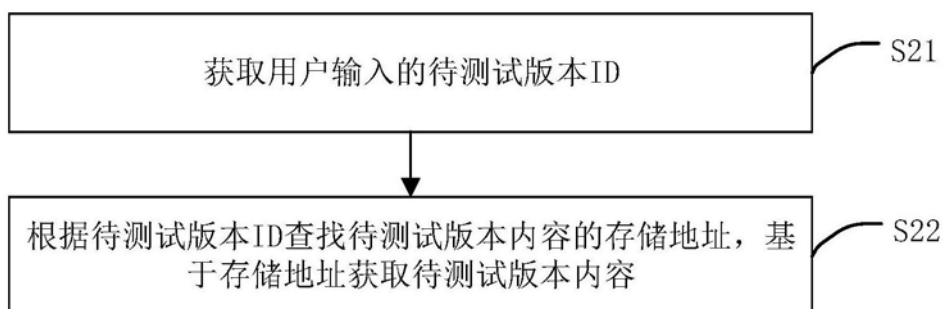 获取用户输入的待测试版本ID
S21
根据待测试版本ID查找待测试版本内容的存储地址，基
于存储地址获取待测试版本内容
S22